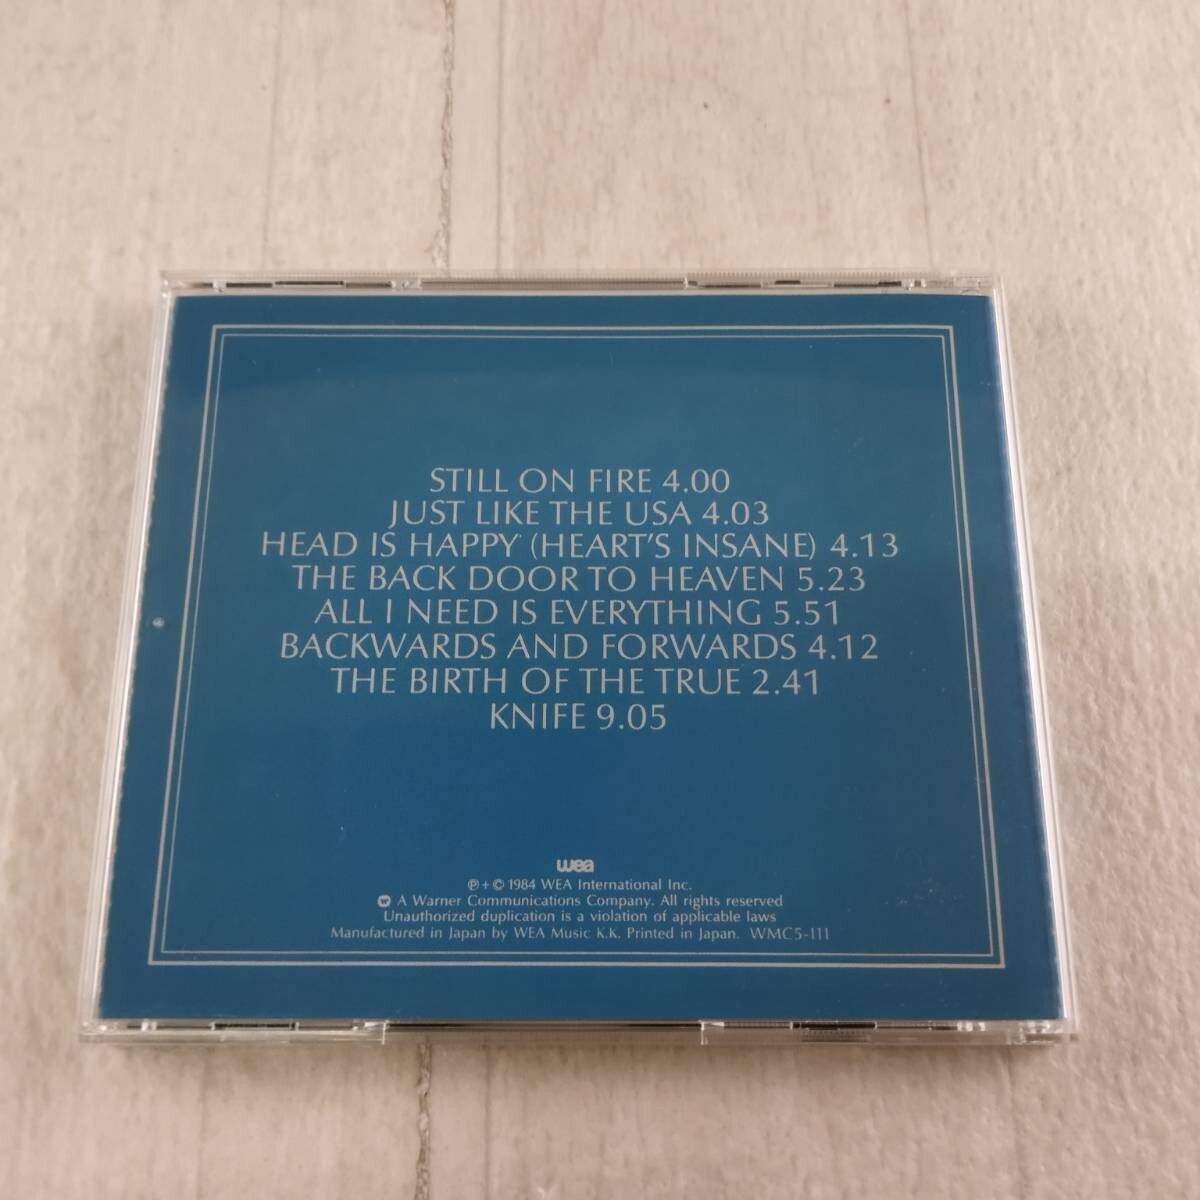 STILL ON FIRE 4.00
JUST LIKE THE USA 4.03
HEAD IS HAPPY (HEART'S INSANE) 4.13
THE BACK DOOR TO HEAVEN 5.23
ALL I NEED IS EVERYTHING 5.51
BACKWARDS AND FORWARDS 4.12
THE BIRTH OF THE TRUE 2.41
KNIFE 9.05
wea
℗ + © 1984 WEA International Inc.
A Warner Communications Company. All rights reserved
Unauthorized duplication is a violation of applicable laws
Manufactured in Japan by WEA Music K.K. Printed in Japan. WMC5-111